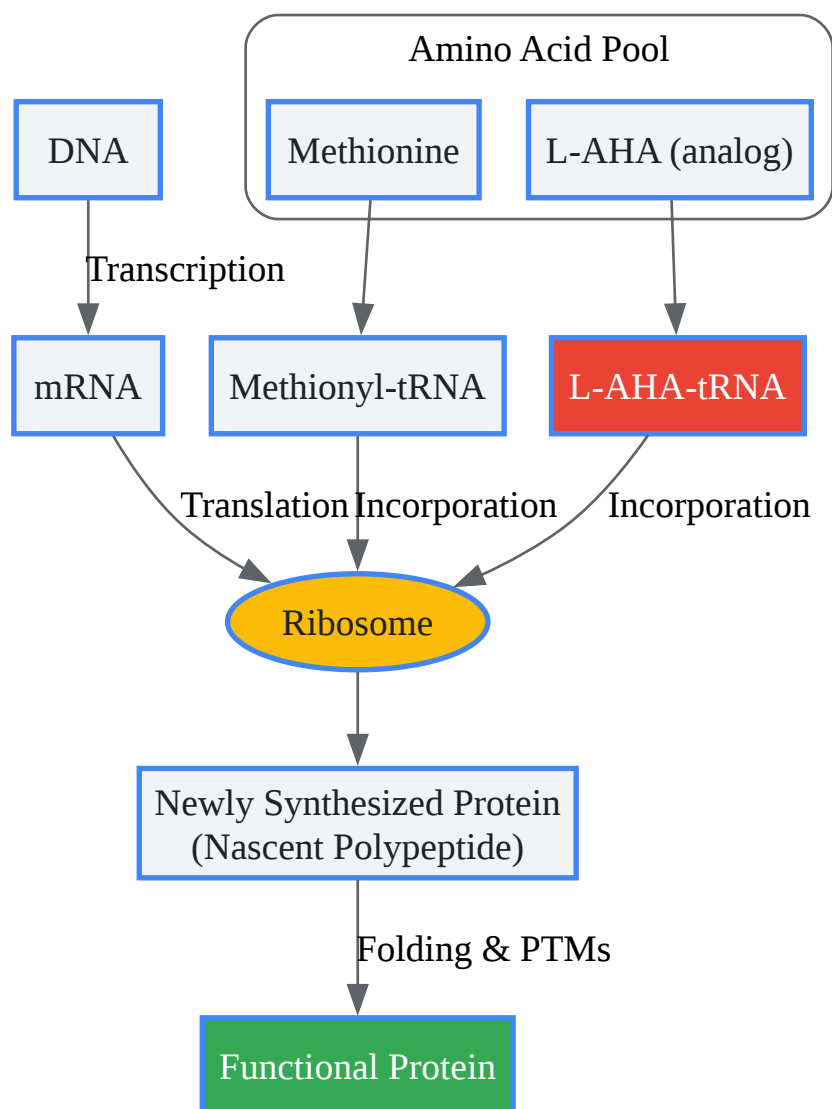 Amino Acid Pool
DNA
Methionine
L-AHA (analog)
Transcription
mRNA
Methionyl-tRNA
L-AHA-tRNA
Translation
Incorporation
Incorporation
Ribosome
Newly Synthesized Protein
(Nascent Polypeptide)
Folding & PTMs
Functional Protein